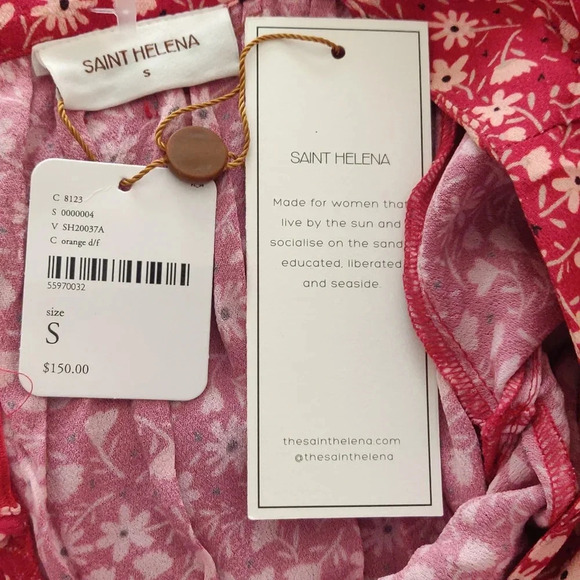 SAINT HELENA
S
C 8123
S 0000004
V SH20037A
C orange d/f
55970032
size
S
$150.00
SAINT HELENA
Made for women that
live by the sun and
socialise on the sand,
educated, liberated
and seaside.
thesainthelena.com
@thesainthelena